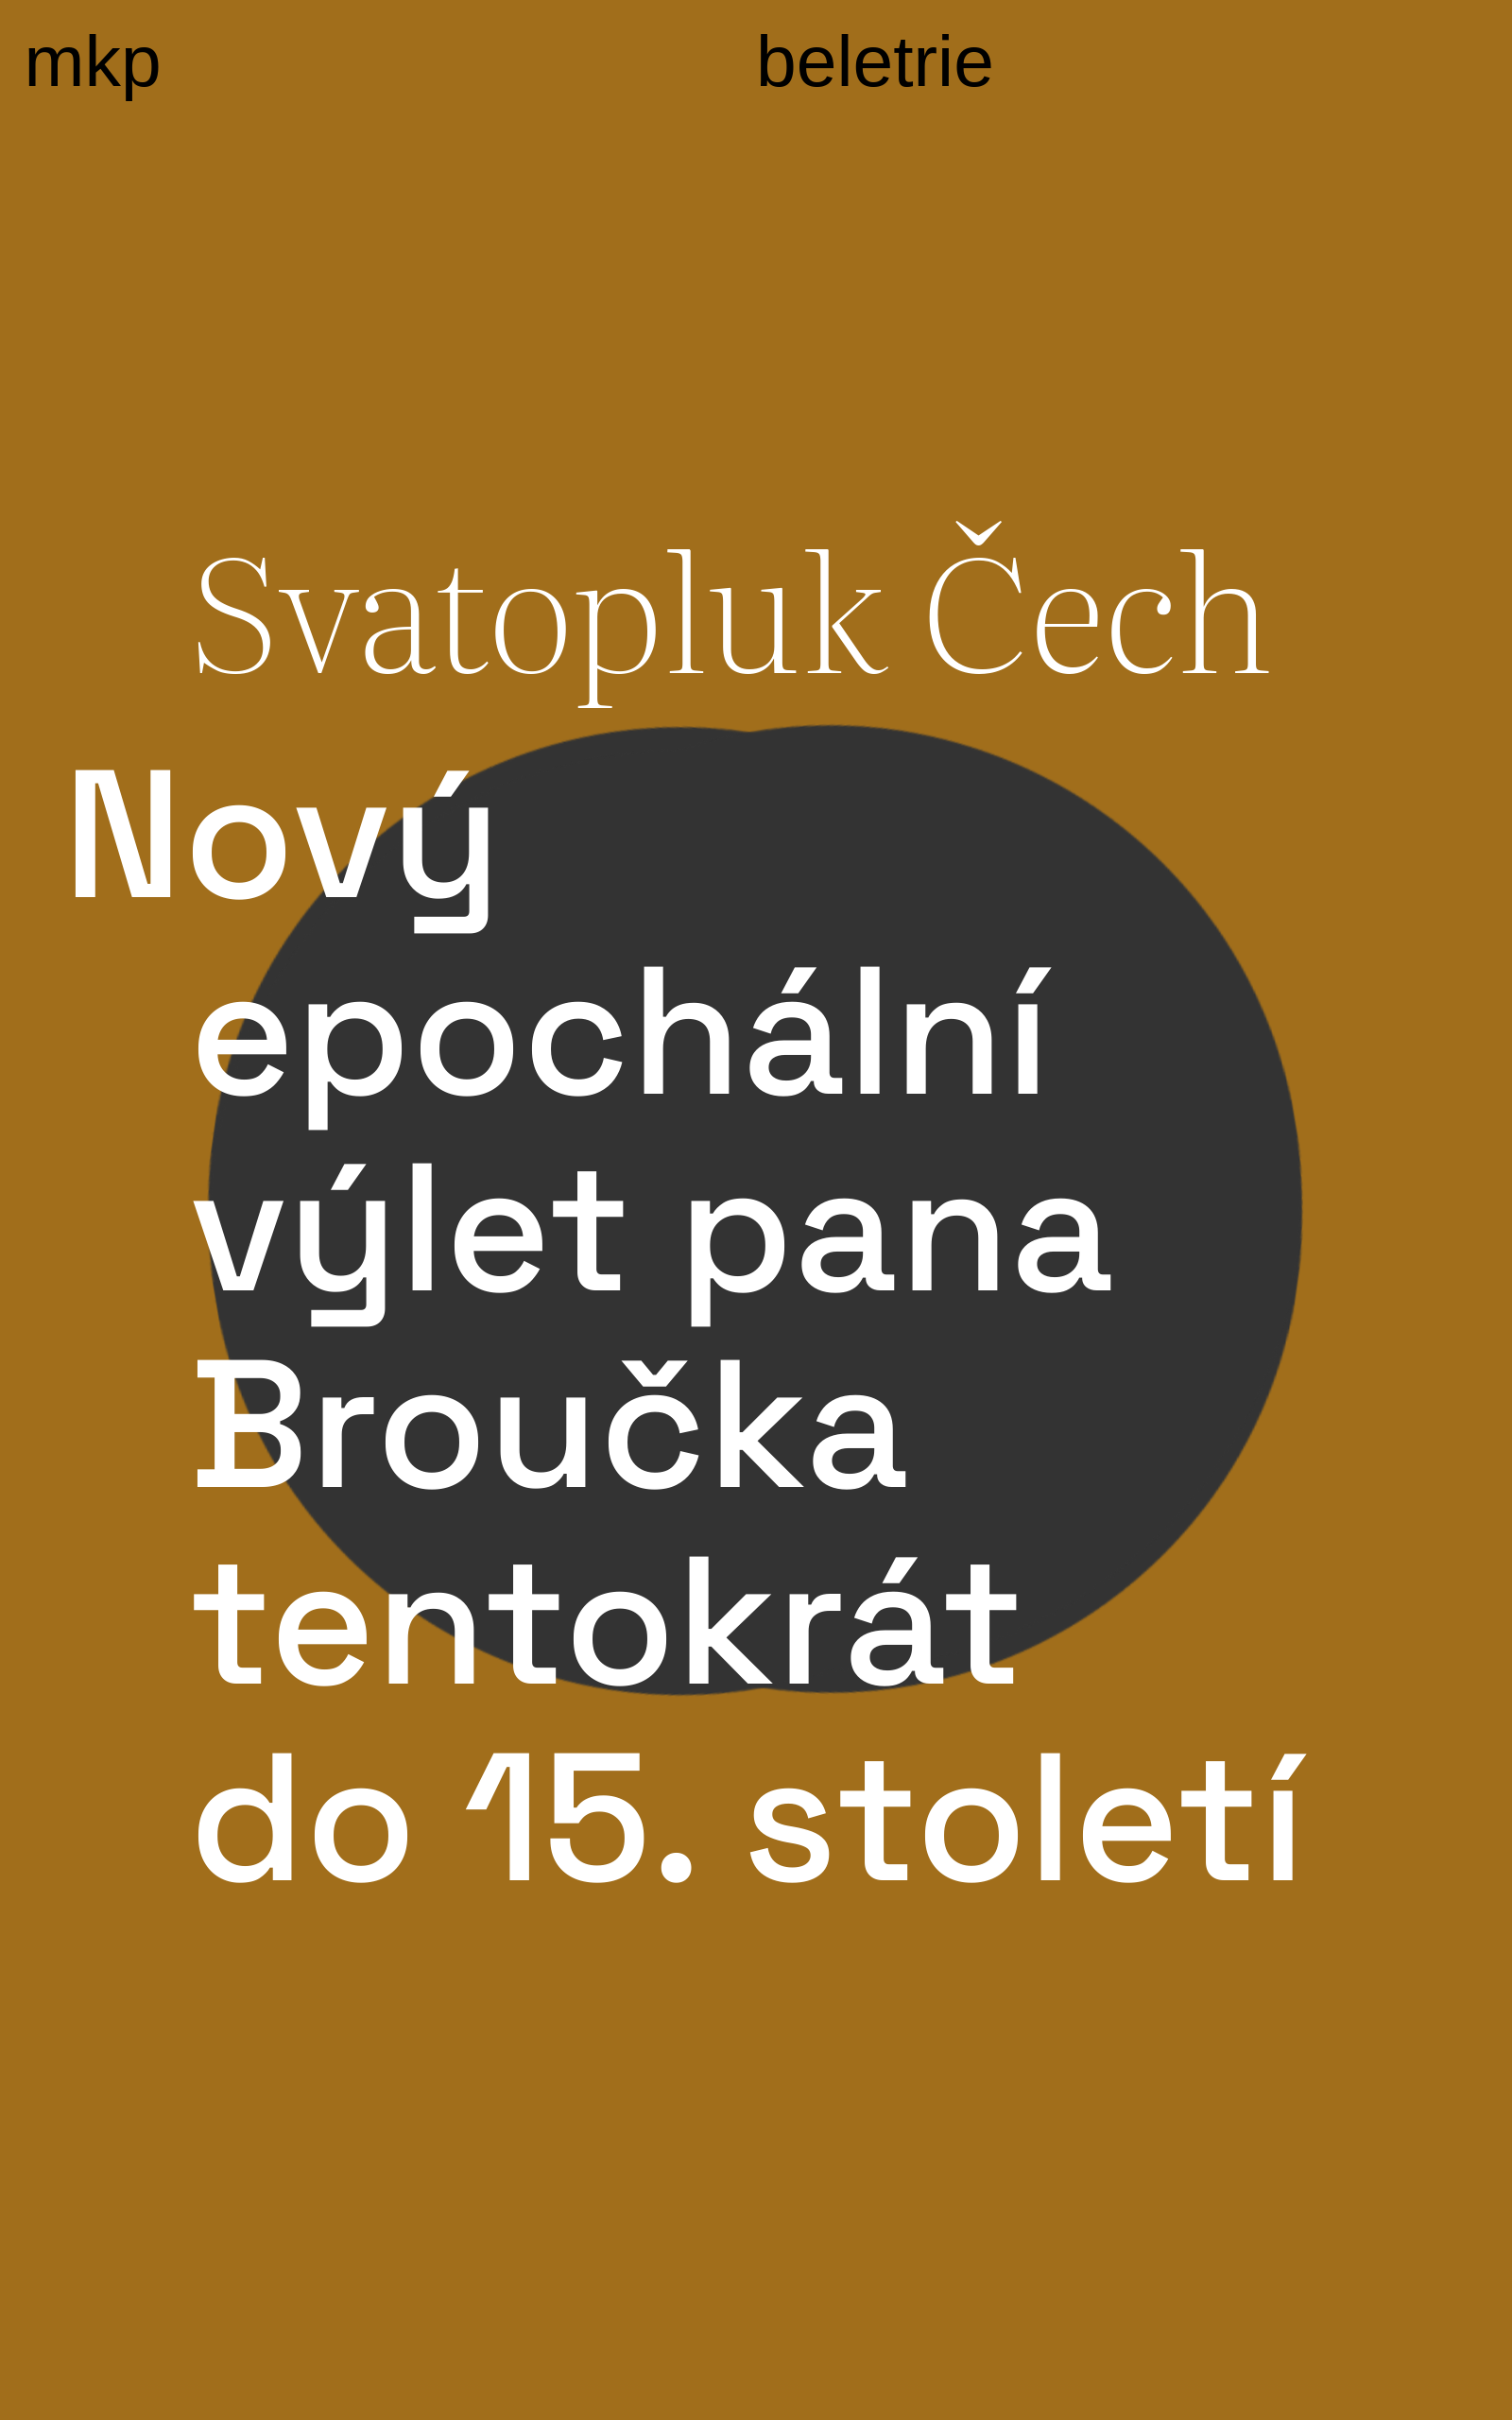 mkp beletrie
Svatopluk Čech
Nový
epochální
výlet pana
Broučka
tentokrát
do 15. století